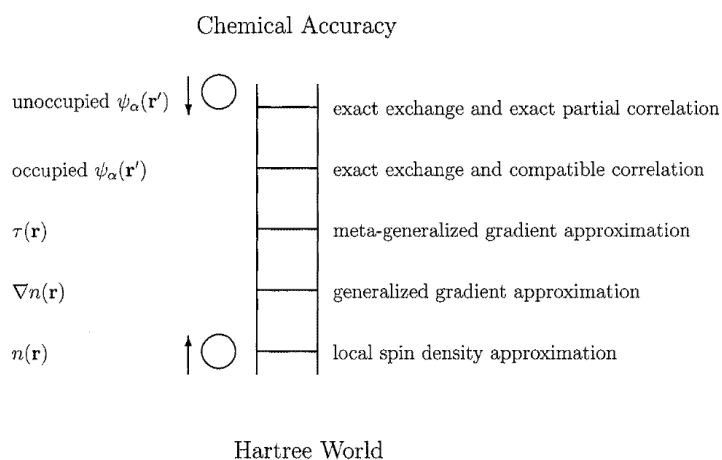 Chemical Accuracy
unoccupied ψα(r′) exact exchange and exact partial correlation
occupied ψα(r′) exact exchange and compatible correlation
τ(r) meta-generalized gradient approximation
∇n(r) generalized gradient approximation
n(r) local spin density approximation
Hartree World